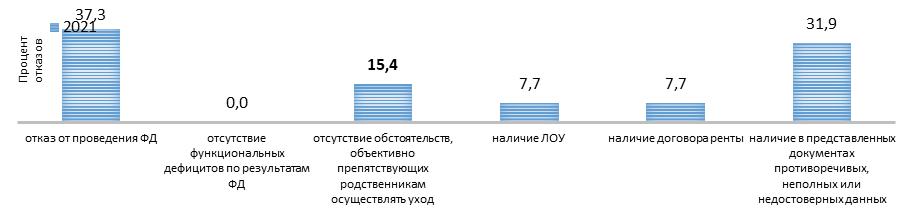 37,3
2021
Процент
отказов
0,0
15,4
7,7
7,7
31,9
отказ от проведения ФД
отсутствие
функциональных
дефицитов по результатам
ФД
отсутствие обстоятельств,
объективно
препятствующих
родственникам
осуществлять уход
наличие ЛОУ
наличие договора ренты
наличие в представленных
документах
противоречивых,
неполных или
недостоверных данных